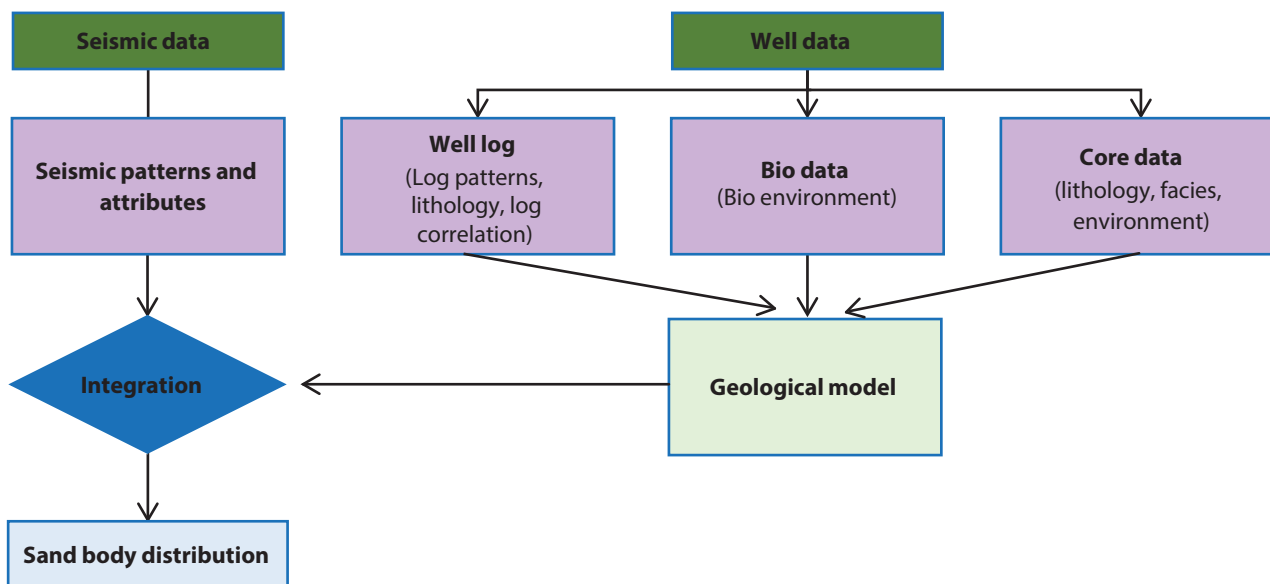 Seismic data
Well data
Seismic patterns and
attributes
Well log
(Log patterns,
lithology, log
correlation)
Bio data
(Bio environment)
Core data
(lithology, facies,
environment)
Integration
Geological model
Sand body distribution